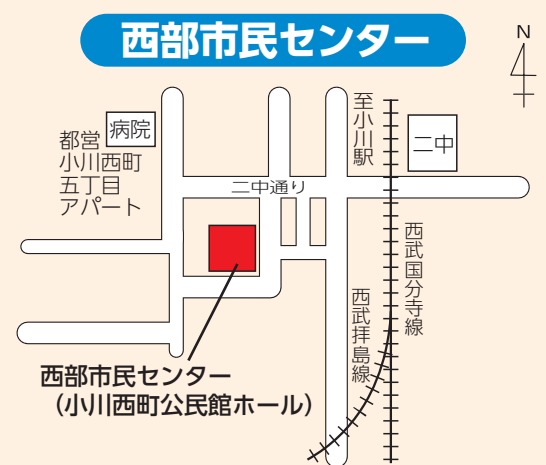 西部市民センター
N
至小川駅
病院
二中
都営
小川西町
五丁目
アパート
二中通り
西武国分寺線
西武拝島線
西部市民センター
（小川西町公民館ホール）